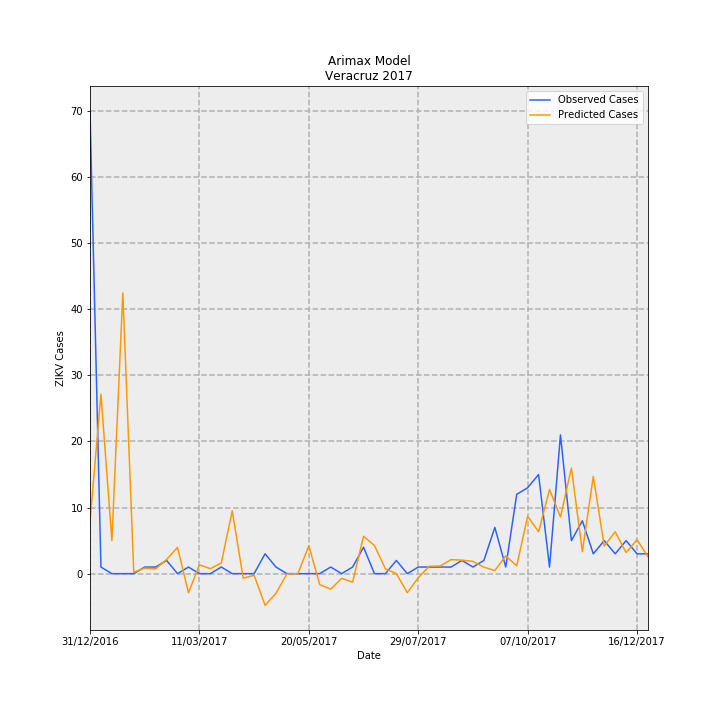 Arimax Model
Veracruz 2017
Observed Cases
Predicted Cases
70
60
50
40
30
20
10
0
ZIKV Cases
31/12/2016
11/03/2017
20/05/2017
29/07/2017
07/10/2017
16/12/2017
Date